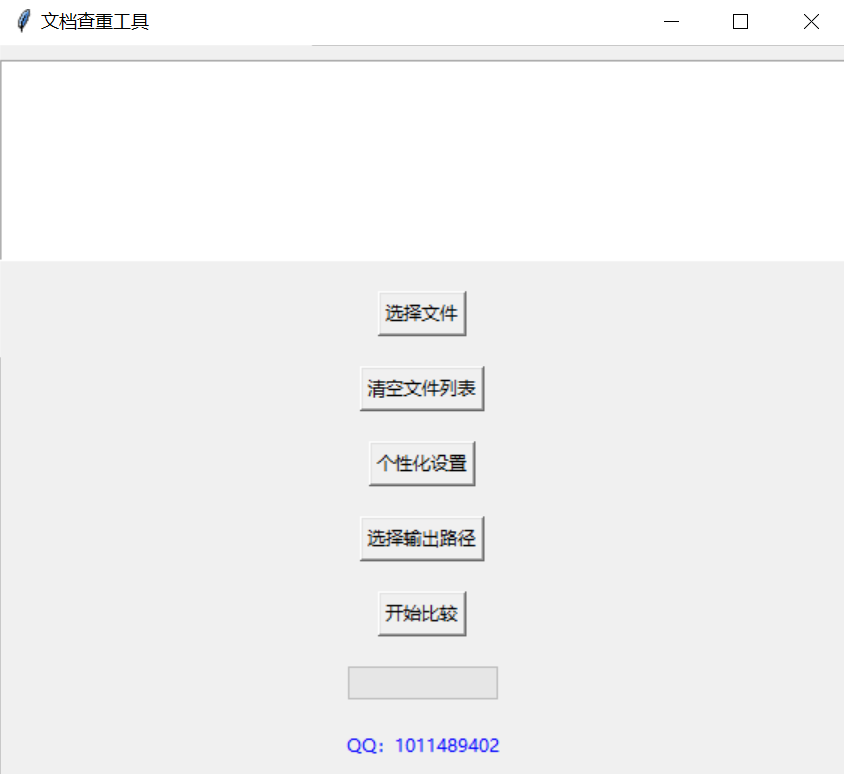 文档查重工具
选择文件
清空文件列表
个性化设置
选择输出路径
开始比较
QQ：1011489402